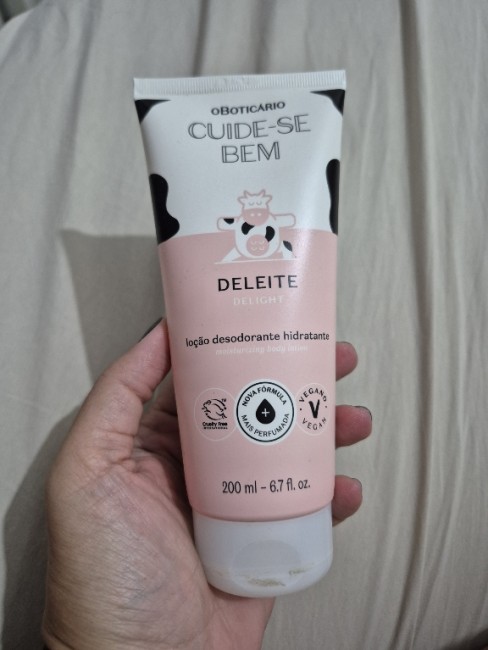 oBoticário
CUIDE-SE
BEM
DELEITE
DELIGHT
loção desodorante hidratante
moisturizing body lotion
Cruelty free
NOVA FÓRMULA
MAIS PERFUMADA
VEGANO
VEGAN
200 ml – 6.7 fl. oz.